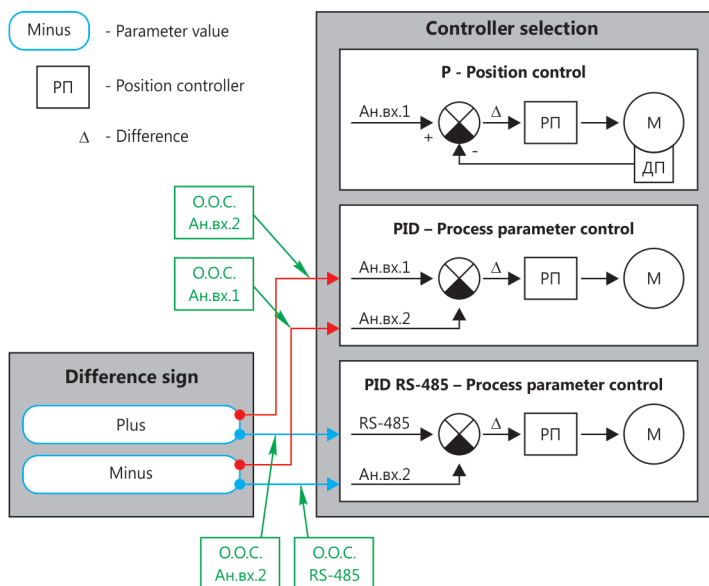 Minus - Parameter value
РП - Position controller
Δ - Difference
Controller selection
P - Position control
Ан.вх.1
+
-
Δ
РП
М
ДП
О.О.С.
Ан.вх.2
О.О.С.
Ан.вх.1
PID – Process parameter control
Ан.вх.1
Δ
РП
М
Ан.вх.2
Difference sign
Plus
Minus
PID RS-485 – Process parameter control
RS-485
Δ
РП
М
Ан.вх.2
О.О.С.
Ан.вх.2
О.О.С.
RS-485